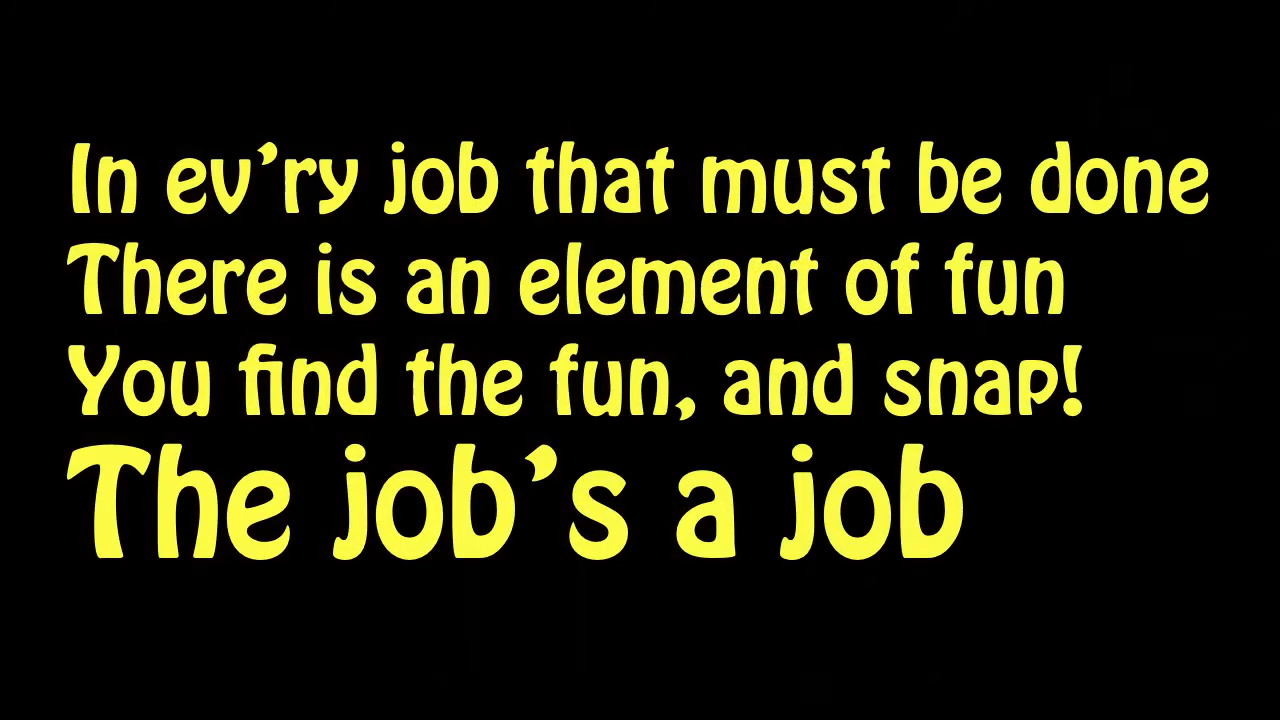 In ev’ry job that must be done
There is an element of fun
You find the fun, and snap!
The job’s a job